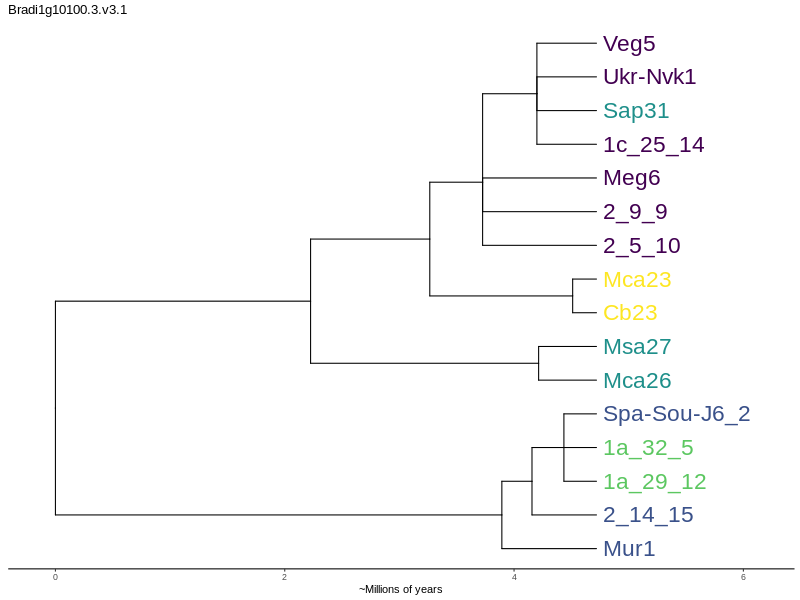 Bradi1g10100.3.v3.1
Veg5
Ukr-Nvk1
Sap31
1c_25_14
Meg6
2_9_9
2_5_10
Mca23
Cb23
Msa27
Mca26
Spa-Sou-J6_2
1a_32_5
1a_29_12
2_14_15
Mur1
0 2 4 6
~Millions of years